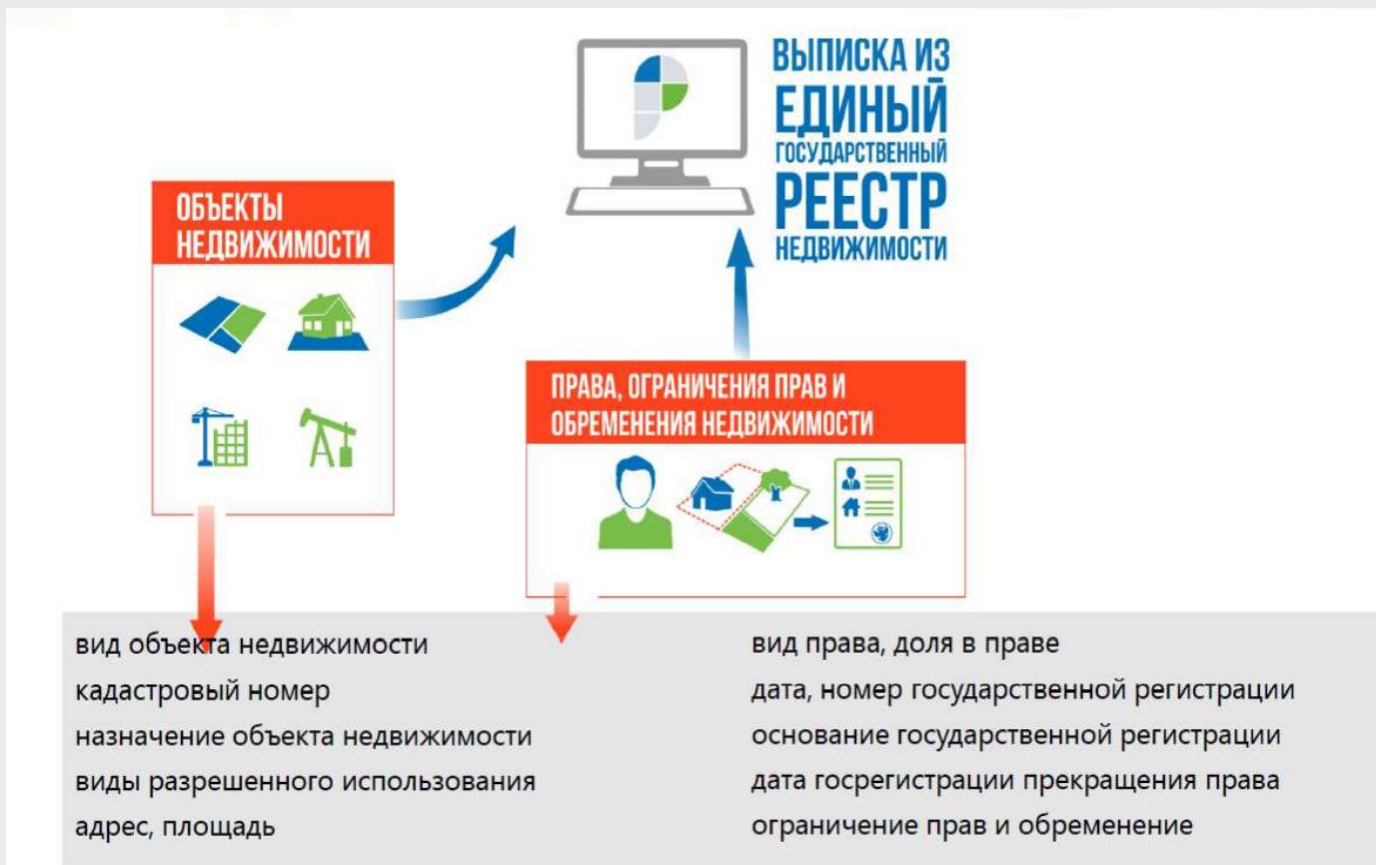 ВЫПИСКА ИЗ
ЕДИНЫЙ
ГОСУДАРСТВЕННЫЙ
РЕЕСТР
НЕДВИЖИМОСТИ
ОБЪЕКТЫ
НЕДВИЖИМОСТИ
ПРАВА, ОГРАНИЧЕНИЯ ПРАВ И
ОБРЕМЕНЕНИЯ НЕДВИЖИМОСТИ
вид объекта недвижимости
кадастровый номер
назначение объекта недвижимости
виды разрешенного использования
адрес, площадь
вид права, доля в праве
дата, номер государственной регистрации
основание государственной регистрации
дата госрегистрации прекращения права
ограничение прав и обременение